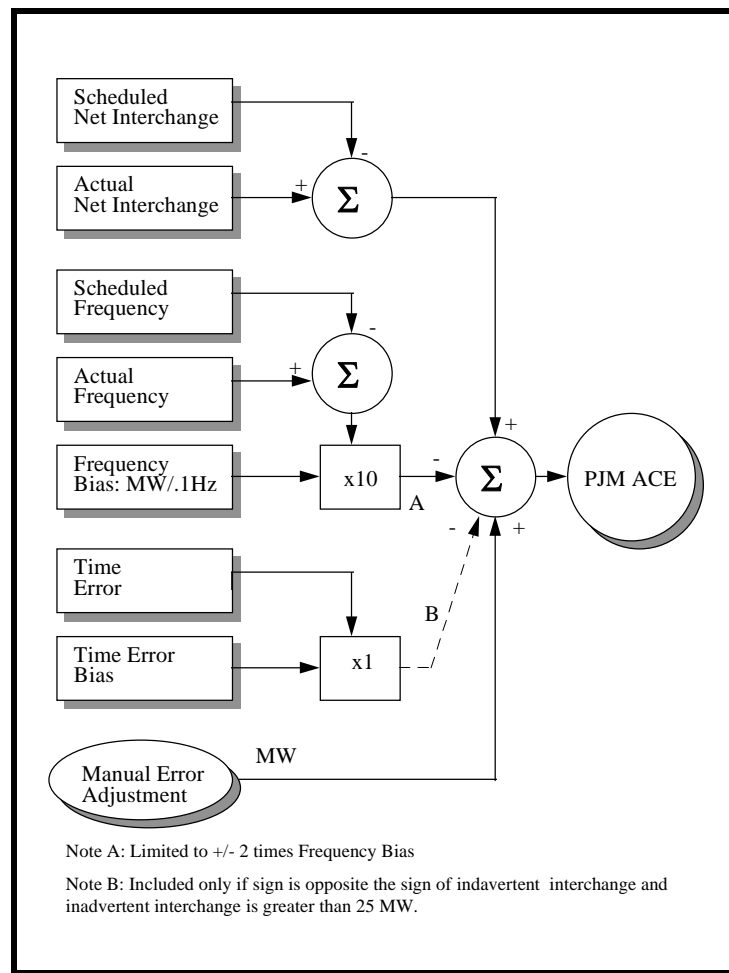 Scheduled
Net Interchange
-
Actual
Net Interchange
+
Σ
Scheduled
Frequency
-
Actual
Frequency
+
Σ
+
Frequency
Bias: MW/.1Hz
x10
-
A
Σ
PJM ACE
-
+
Time
Error
B
Time Error
Bias
x1
MW
Manual Error
Adjustment
Note A: Limited to +/- 2 times Frequency Bias
Note B: Included only if sign is opposite the sign of indavertent interchange and
inadvertent interchange is greater than 25 MW.